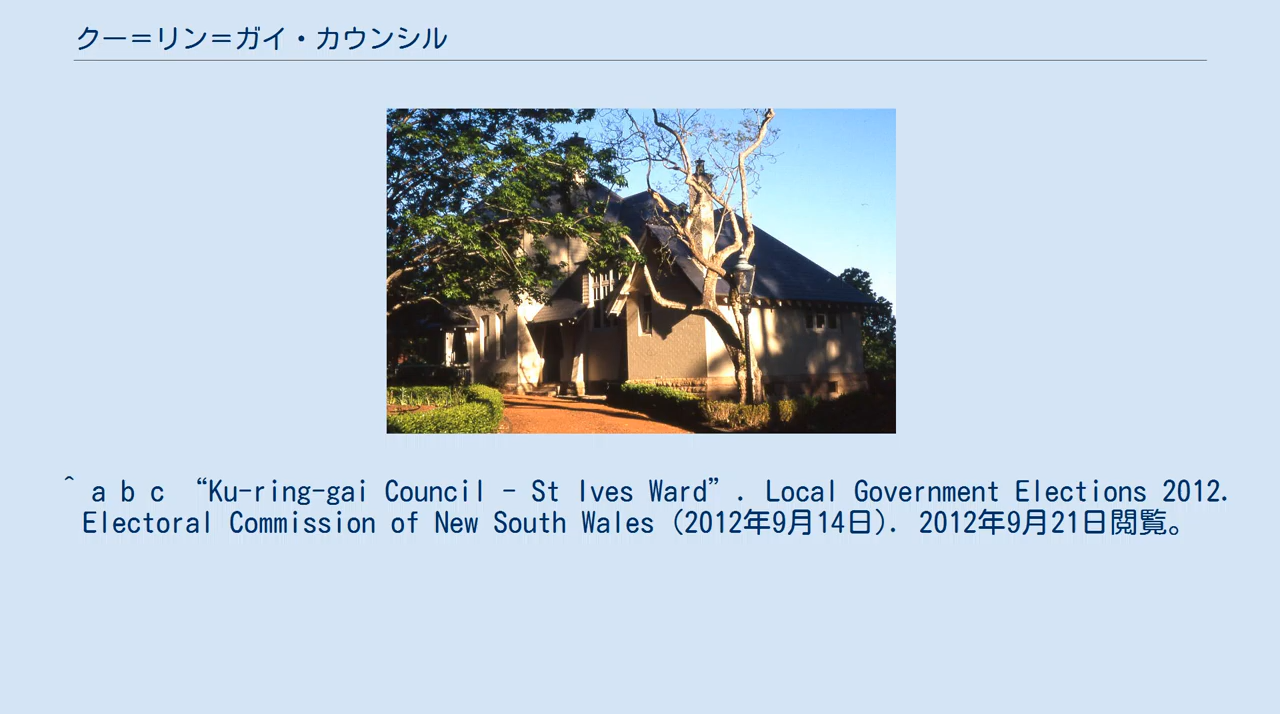 クー＝リン＝ガイ・カウンシル
^ a b c “Ku-ring-gai Council - St Ives Ward”. Local Government Elections 2012.
Electoral Commission of New South Wales (2012年9月14日). 2012年9月21日閲覧。